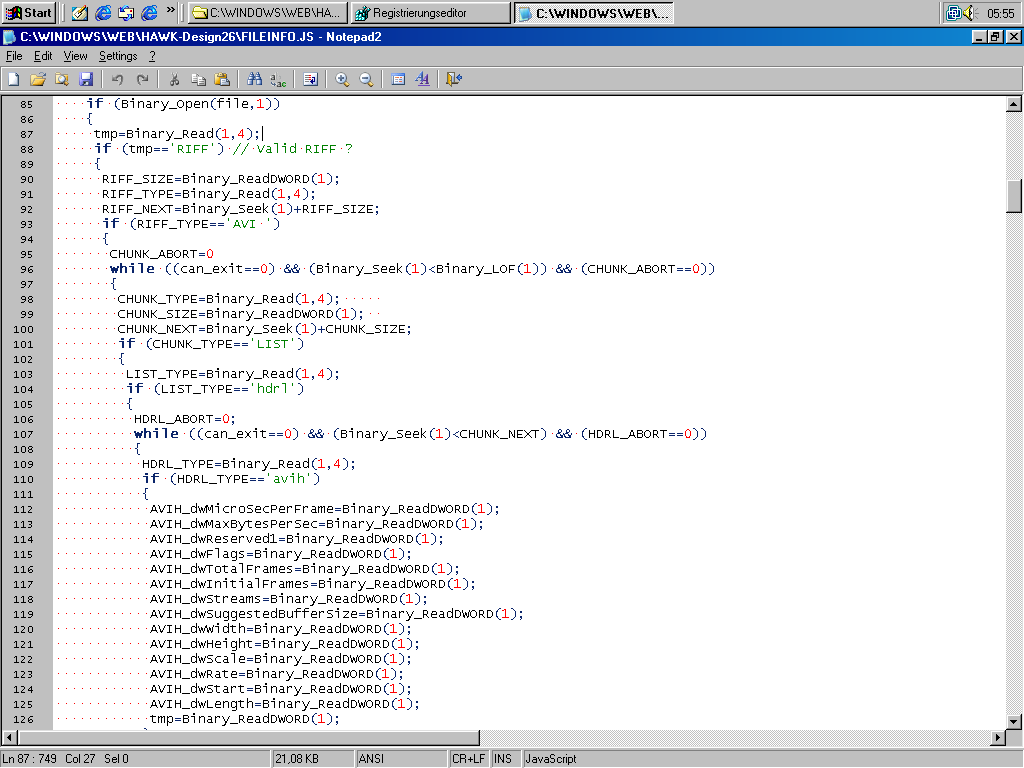 Start
»
C:\WINDOWS\WEB\HA...
Registrierungseditor
C:\WINDOWS\WEB\...
05:55
C:\WINDOWS\WEB\HAWK-Design26\FILEINFO.JS - Notepad2
File Edit View Settings ?
85 if (Binary_Open(file,1))
86 {
87 tmp=Binary_Read(1,4);
88 if (tmp=='RIFF') // Valid RIFF ?
89 {
90 RIFF_SIZE=Binary_ReadDWORD(1);
91 RIFF_TYPE=Binary_Read(1,4);
92 RIFF_NEXT=Binary_Seek(1)+RIFF_SIZE;
93 if (RIFF_TYPE=='AVI ')
94 {
95 CHUNK_ABORT=0
96 while ((can_exit==0) && (Binary_Seek(1)<Binary_LOF(1)) && (CHUNK_ABORT==0))
97 {
98 CHUNK_TYPE=Binary_Read(1,4);
99 CHUNK_SIZE=Binary_ReadDWORD(1);
100 CHUNK_NEXT=Binary_Seek(1)+CHUNK_SIZE;
101 if (CHUNK_TYPE=='LIST')
102 {
103 LIST_TYPE=Binary_Read(1,4);
104 if (LIST_TYPE=='hdrl')
105 {
106 HDRL_ABORT=0;
107 while ((can_exit==0) && (Binary_Seek(1)<CHUNK_NEXT) && (HDRL_ABORT==0))
108 {
109 HDRL_TYPE=Binary_Read(1,4);
110 if (HDRL_TYPE=='avih')
111 {
112 AVIH_dwMicroSecPerFrame=Binary_ReadDWORD(1);
113 AVIH_dwMaxBytesPerSec=Binary_ReadDWORD(1);
114 AVIH_dwReserved1=Binary_ReadDWORD(1);
115 AVIH_dwFlags=Binary_ReadDWORD(1);
116 AVIH_dwTotalFrames=Binary_ReadDWORD(1);
117 AVIH_dwInitialFrames=Binary_ReadDWORD(1);
118 AVIH_dwStreams=Binary_ReadDWORD(1);
119 AVIH_dwSuggestedBufferSize=Binary_ReadDWORD(1);
120 AVIH_dwWidth=Binary_ReadDWORD(1);
121 AVIH_dwHeight=Binary_ReadDWORD(1);
122 AVIH_dwScale=Binary_ReadDWORD(1);
123 AVIH_dwRate=Binary_ReadDWORD(1);
124 AVIH_dwStart=Binary_ReadDWORD(1);
125 AVIH_dwLength=Binary_ReadDWORD(1);
126 tmp=Binary_ReadDWORD(1);
Ln 87 : 749 Col 27 Sel 0 21,08 KB ANSI CR+LF INS JavaScript